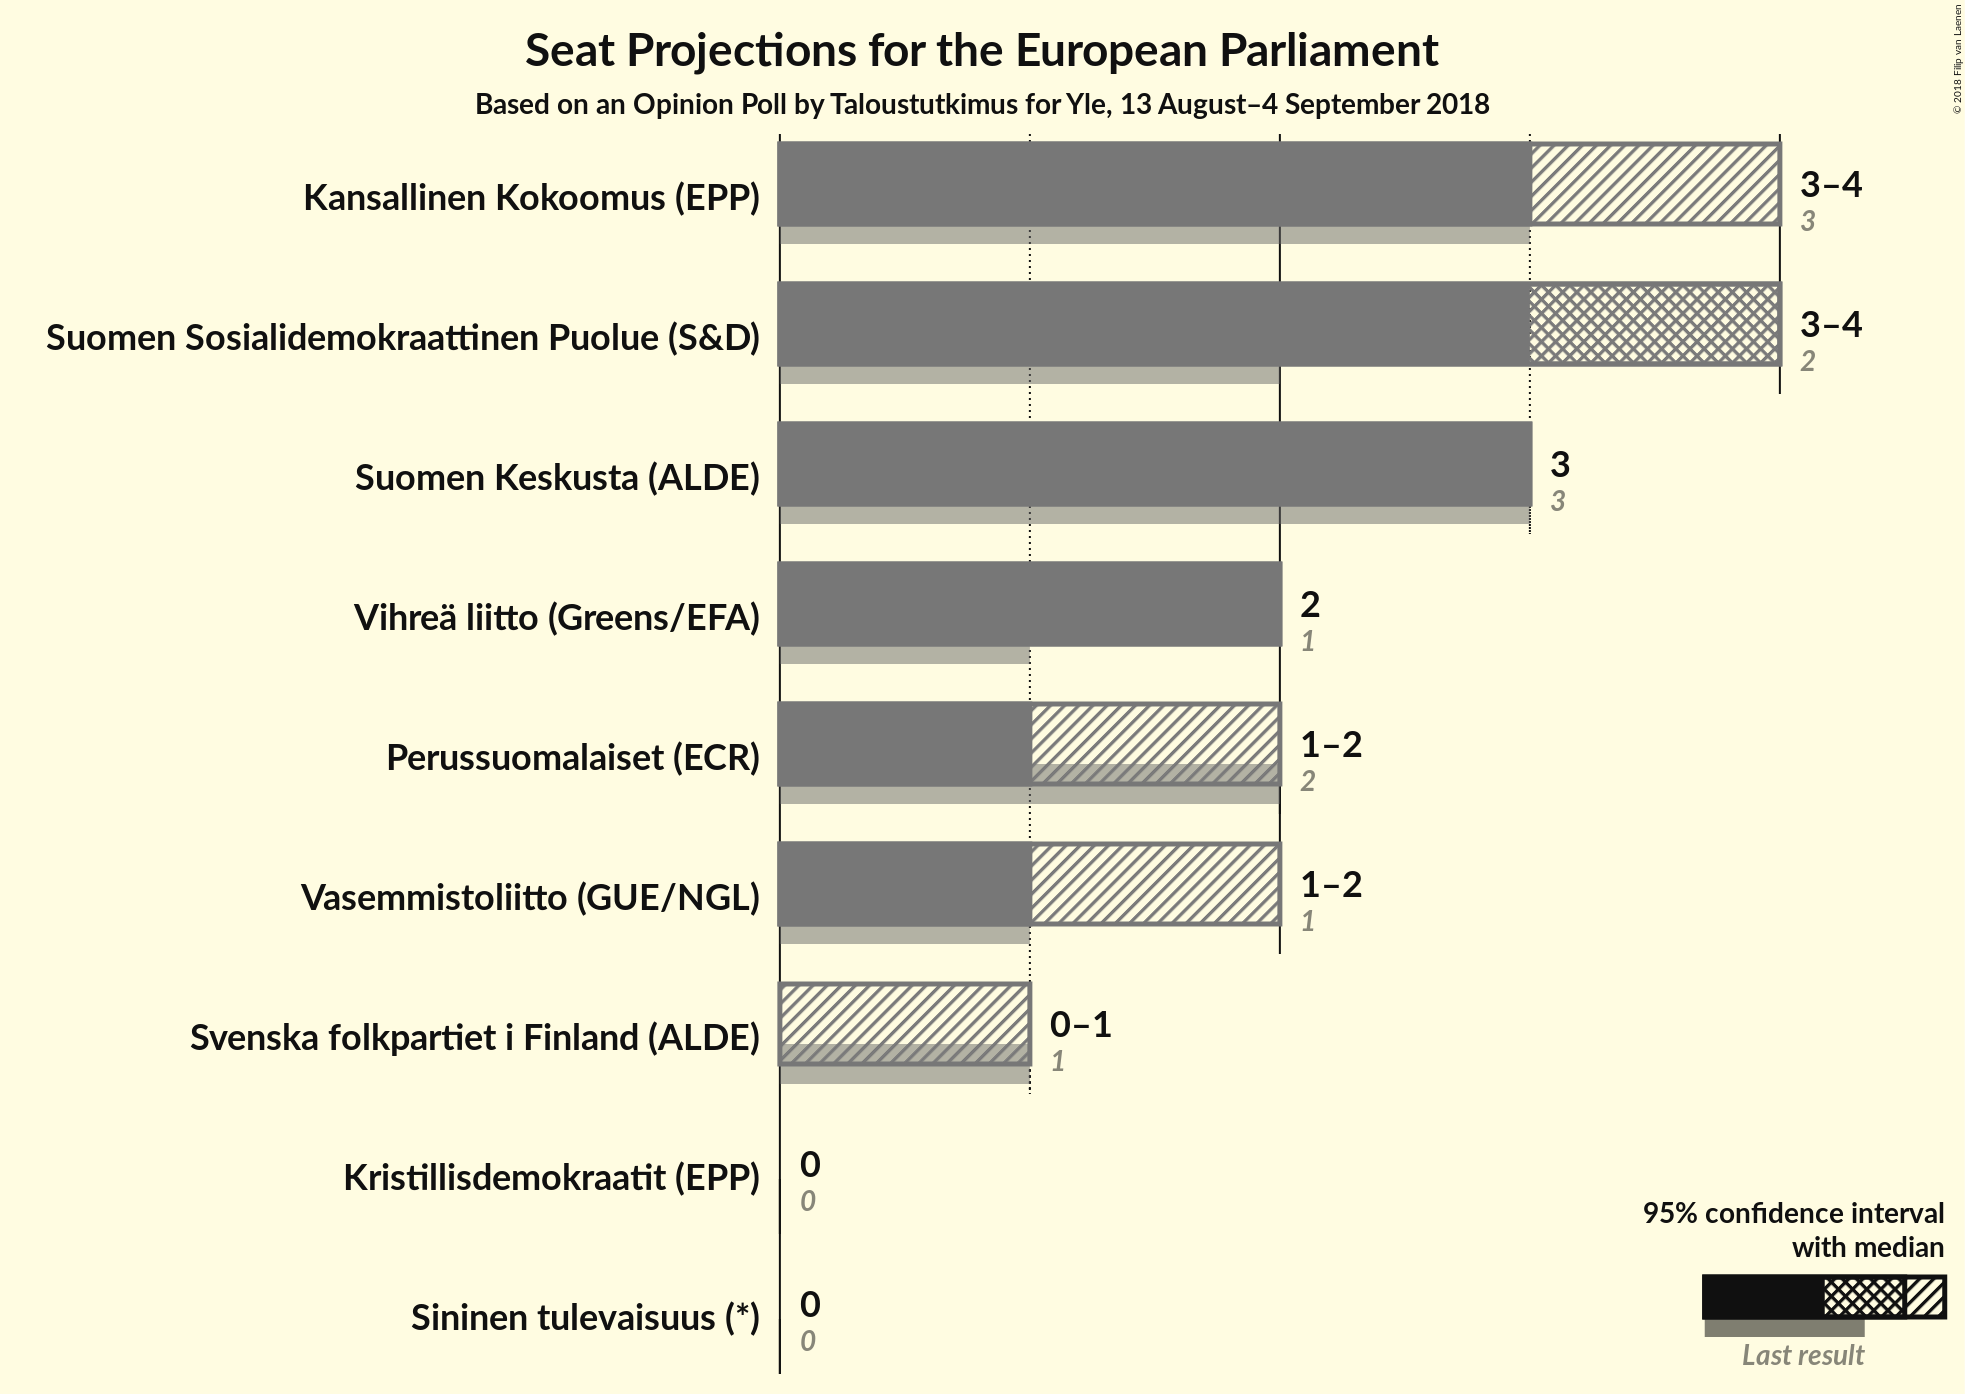 Seat Projections for the European Parliament
Based on an Opinion Poll by Taloustutkimus for Yle, 13 August–4 September 2018
© 2018 Filip van Laenen
Kansallinen Kokoomus (EPP)
3–4
3
Suomen Sosialidemokraattinen Puolue (S&D)
3–4
2
Suomen Keskusta (ALDE)
3
3
Vihreä liitto (Greens/EFA)
2
1
Perussuomalaiset (ECR)
1–2
2
Vasemmistoliitto (GUE/NGL)
1–2
1
Svenska folkpartiet i Finland (ALDE)
0–1
1
Kristillisdemokraatit (EPP)
0
0
Sininen tulevaisuus (*)
0
0
95% confidence interval
with median
Last result